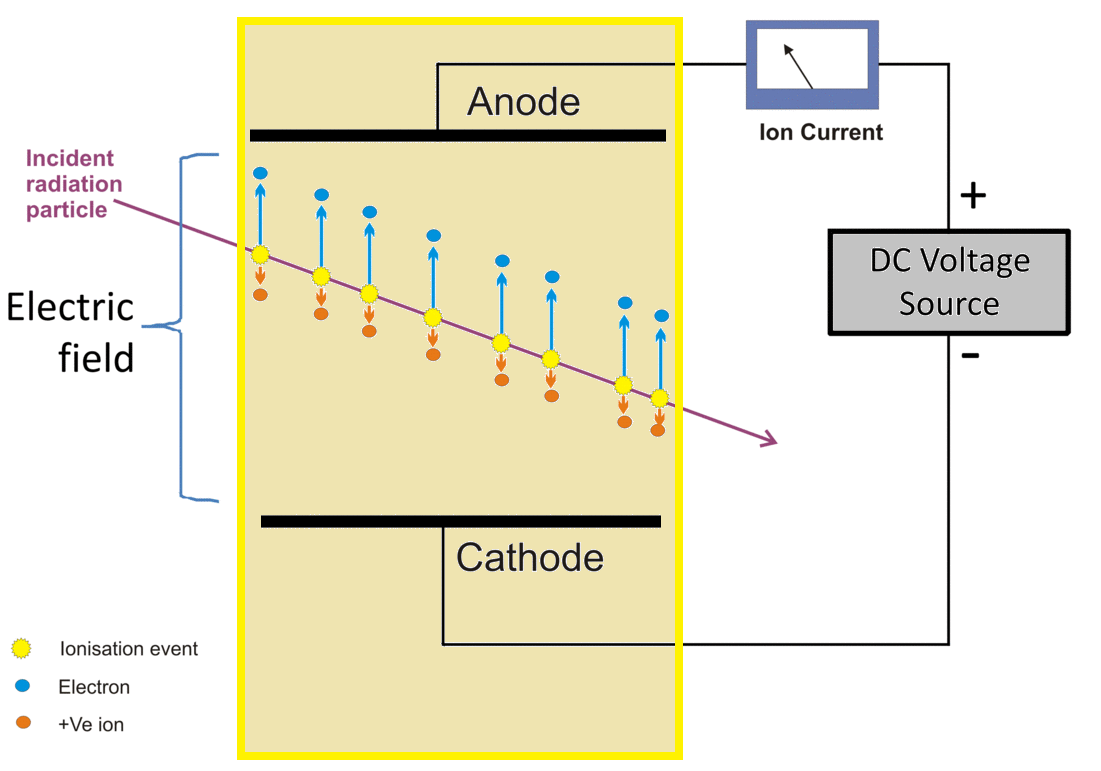 Anode
Ion Current
Incident
radiation
particle
+
DC Voltage
Source
-
Electric
field
Cathode
Ionisation event
Electron
+Ve ion